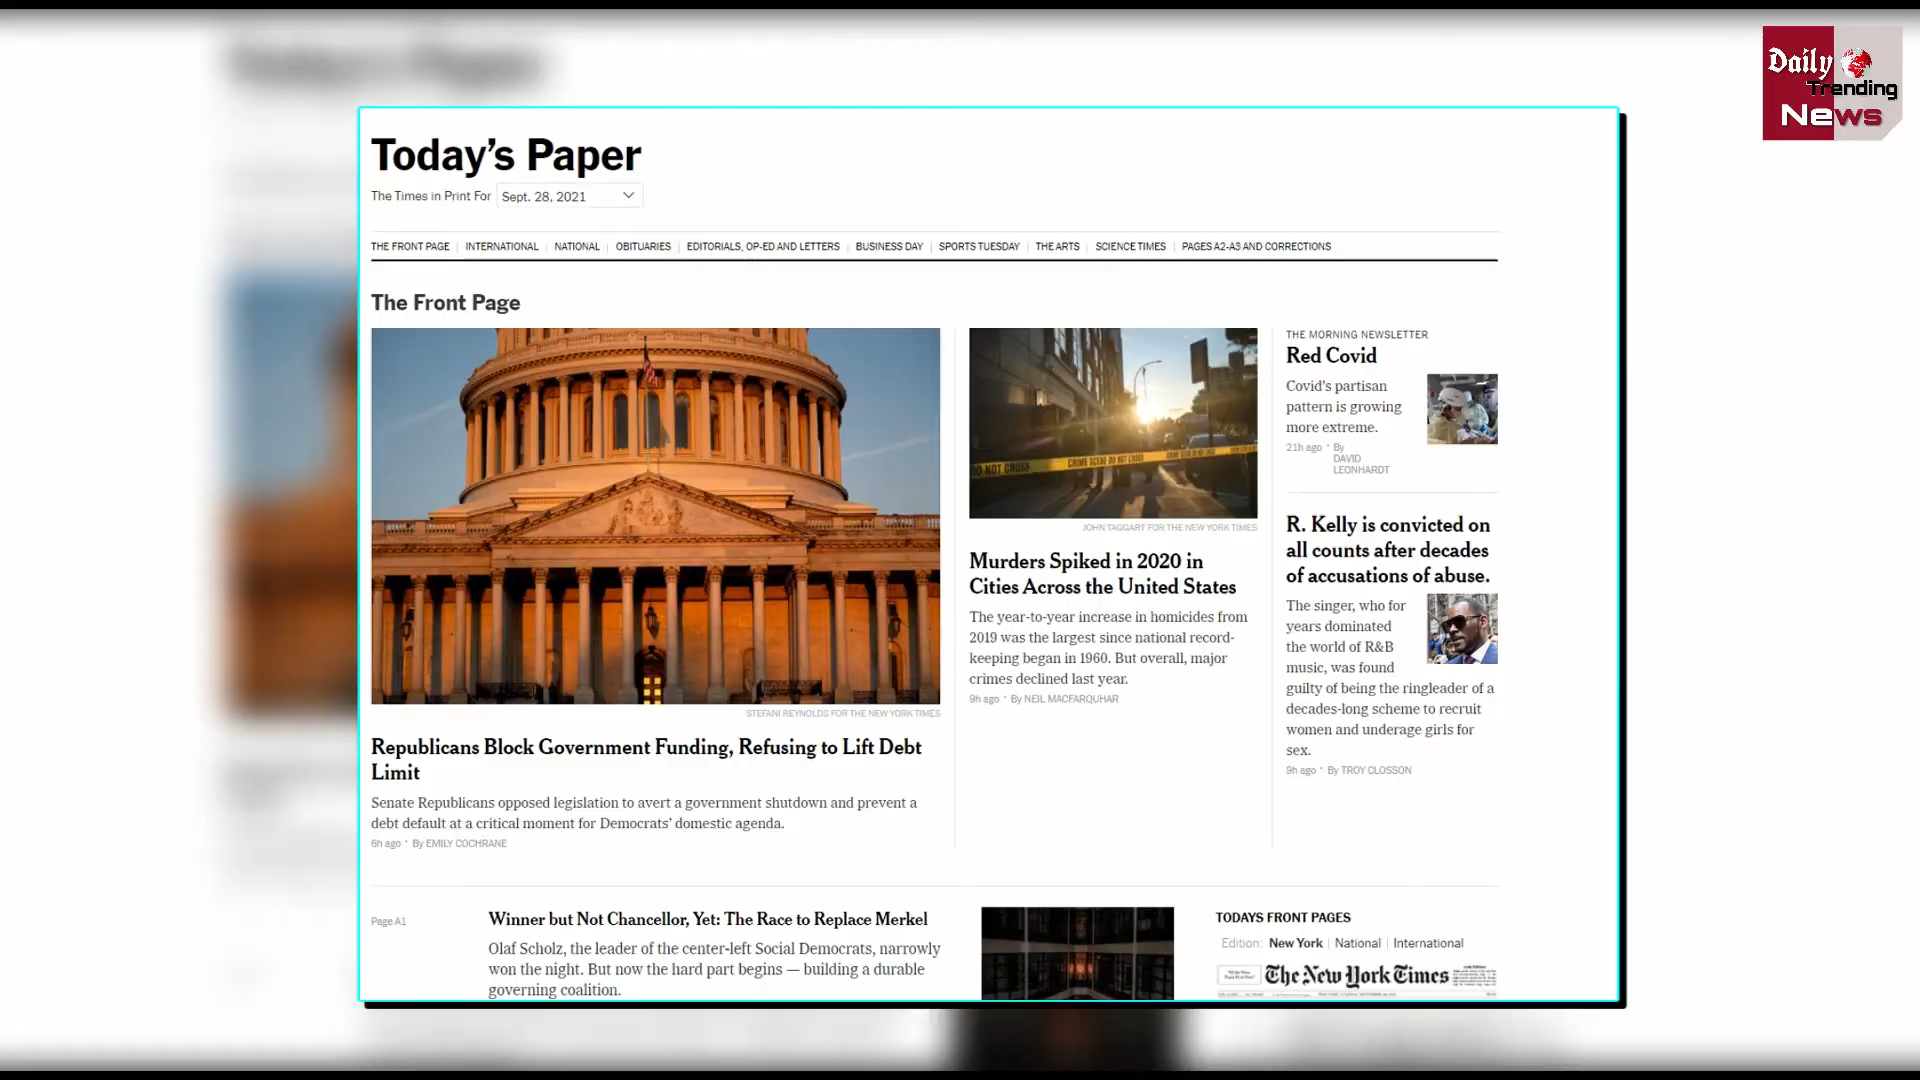 Daily
Trending
News
Today's Paper
The Times in Print For Sept. 28, 2021
THE FRONT PAGE INTERNATIONAL NATIONAL OBITUARIES EDITORIALS, OP-ED AND LETTERS BUSINESS DAY SPORTS TUESDAY THE ARTS SCIENCE TIMES PAGES A2-A3 AND CORRECTIONS
The Front Page
STEFANI REYNOLDS FOR THE NEW YORK TIMES
Republicans Block Government Funding, Refusing to Lift Debt
Limit
Senate Republicans opposed legislation to avert a government shutdown and prevent a
debt default at a critical moment for Democrats' domestic agenda.
6h ago · By EMILY COCHRANE
DO NOT CROSS CRIME SCENE DO NOT CROSS
JOHN TAGGART FOR THE NEW YORK TIMES
Murders Spiked in 2020 in
Cities Across the United States
The year-to-year increase in homicides from
2019 was the largest since national record-
keeping began in 1960. But overall, major
crimes declined last year.
9h ago · By NEIL MACFARQUHAR
THE MORNING NEWSLETTER
Red Covid
Covid's partisan
pattern is growing
more extreme.
21h ago · By
DAVID
LEONHARDT
R. Kelly is convicted on
all counts after decades
of accusations of abuse.
The singer, who for
years dominated
the world of R&B
music, was found
guilty of being the ringleader of a
decades-long scheme to recruit
women and underage girls for
sex.
9h ago · By TROY CLOSSON
Page A1
Winner but Not Chancellor, Yet: The Race to Replace Merkel
Olaf Scholz, the leader of the center-left Social Democrats, narrowly
won the night. But now the hard part begins — building a durable
governing coalition.
TODAYS FRONT PAGES
Edition: New York National International
The New York Times